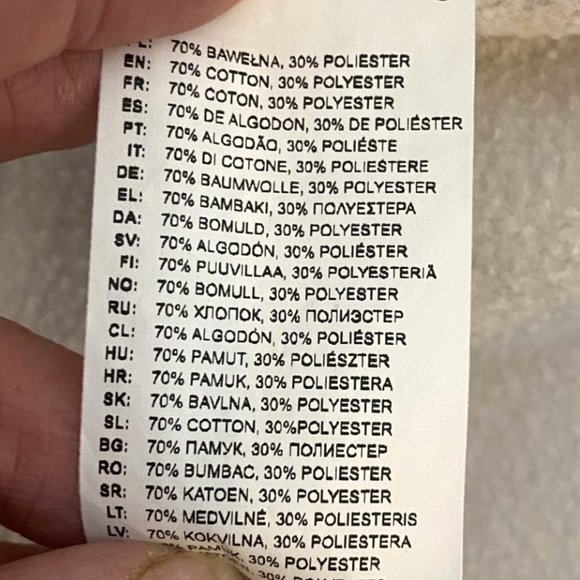 PL: 70% BAWEŁNA, 30% POLIESTER
EN: 70% COTTON, 30% POLYESTER
FR: 70% COTON, 30% POLYESTER
ES: 70% DE ALGODON, 30% DE POLIÉSTER
PT: 70% ALGODÃO, 30% POLIÉSTE
IT: 70% DI COTONE, 30% POLIESTERE
DE: 70% BAUMWOLLE, 30% POLYESTER
EL: 70% BAMBAKI, 30% ΠΟΛΥΕΣΤΕΡΑ
DA: 70% BOMULD, 30% POLYESTER
SV: 70% ALGODÓN, 30% POLIÉSTER
FI: 70% PUUVILLAA, 30% POLYESTERIÄ
NO: 70% BOMULL, 30% POLYESTER
RU: 70% ХЛОПОК, 30% ПОЛИЭСТЕР
CL: 70% ALGODÓN, 30% POLIÉSTER
HU: 70% PAMUT, 30% POLIÉSZTER
HR: 70% PAMUK, 30% POLIESTERA
SK: 70% BAVLNA, 30% POLYESTER
SL: 70% COTTON, 30%POLYESTER
BG: 70% ПАМУК, 30% ПОЛИЕСТЕР
RO: 70% BUMBAC, 30% POLIESTER
SR: 70% KATOEN, 30% POLYESTER
LT: 70% MEDVILNÉ, 30% POLIESTERIS
LV: 70% KOKVILNA, 30% POLIESTERA
PAMUK, 30% POLYESTER
30%